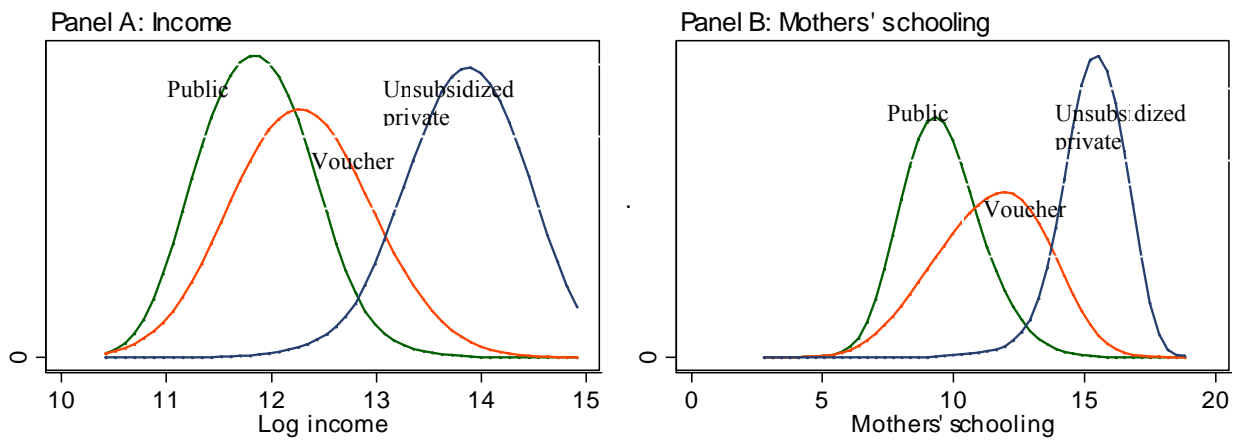 Panel A: Income
Public
Unsubsidized
private
Voucher
0
10 11 12 13 14 15
Log income
Panel B: Mothers' schooling
Public
Unsubsidized
private
Voucher
0
0 5 10 15 20
Mothers' schooling